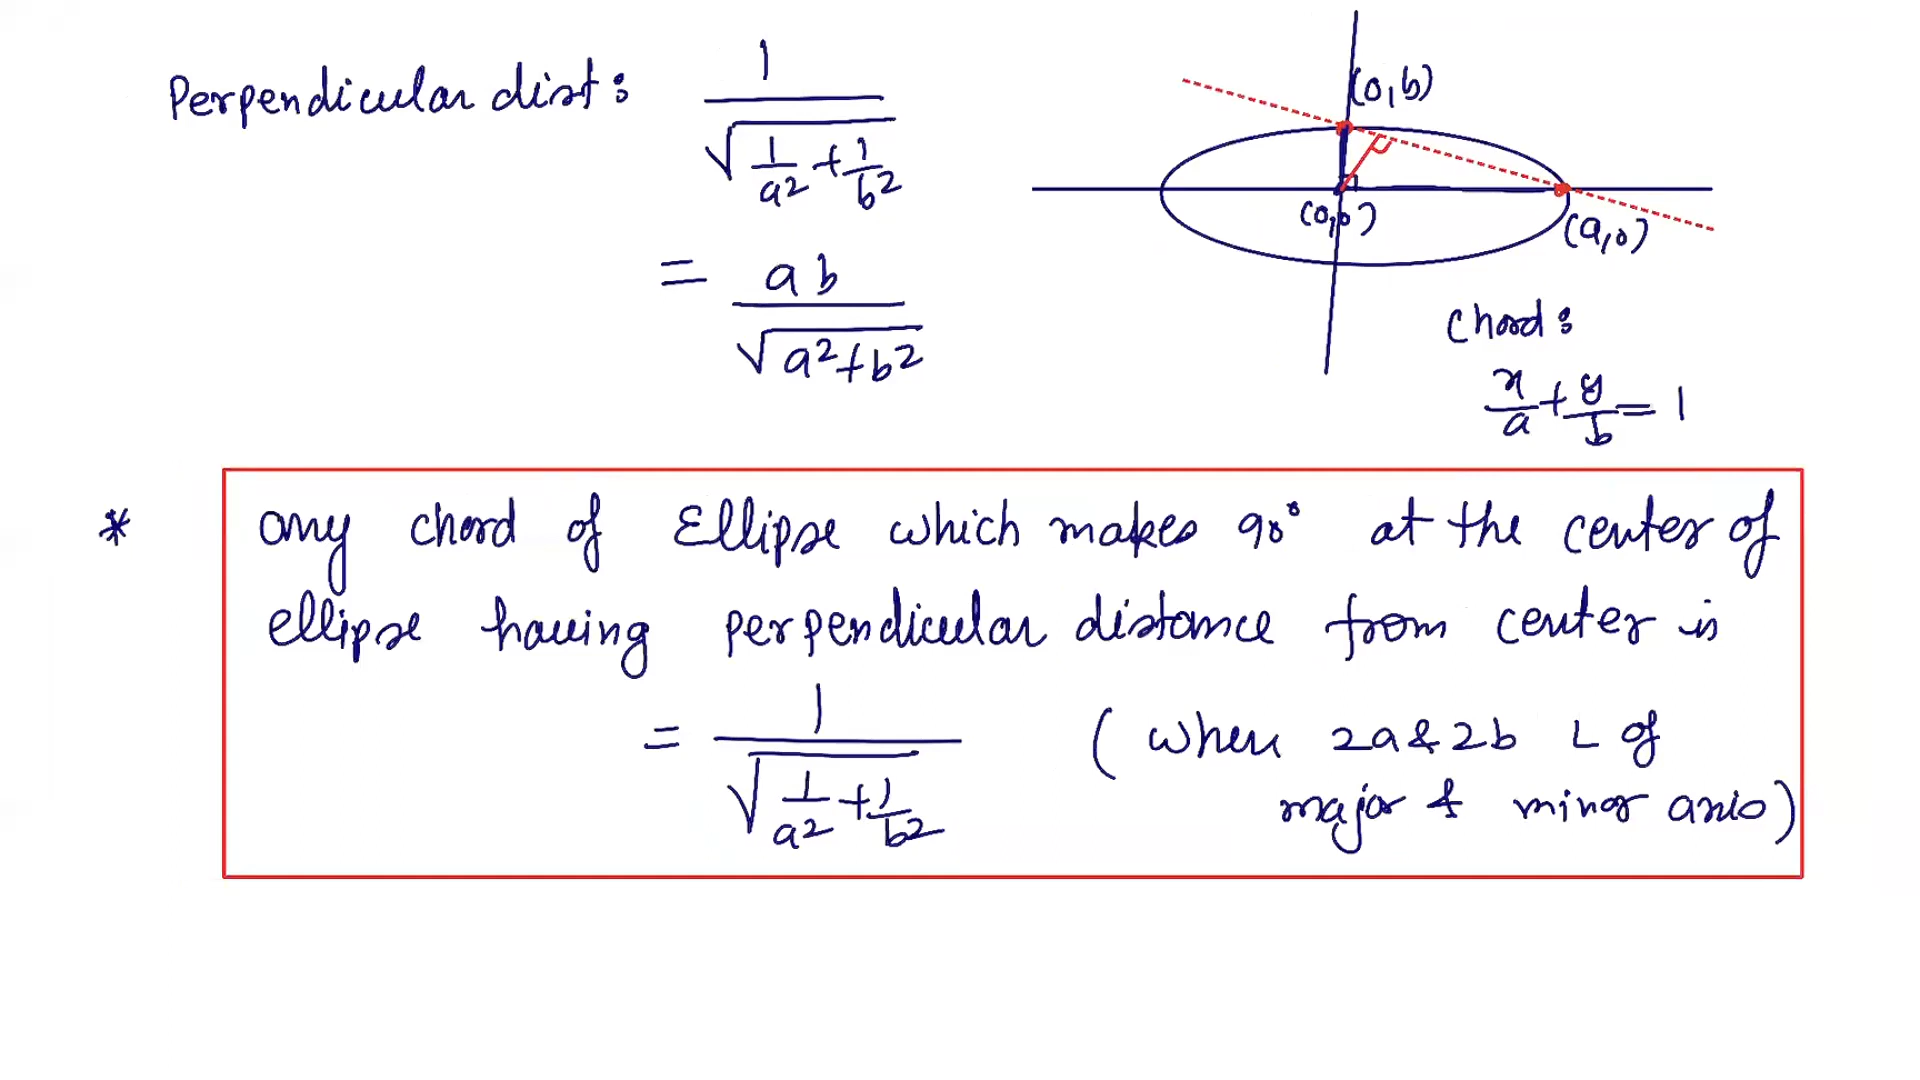 Perpendicular dist :
1
√ 1/a2 + 1/b2
= ab
√ a2+b2
(0,b)
(0,0)
(a,0)
Chord :
x/a + y/b = 1
* any chord of Ellipse which makes 90° at the center of
ellipse having perpendicular distance from center is
= 1 ( when 2a & 2b L of
√ 1/a2 + 1/b2 major & minor axis)